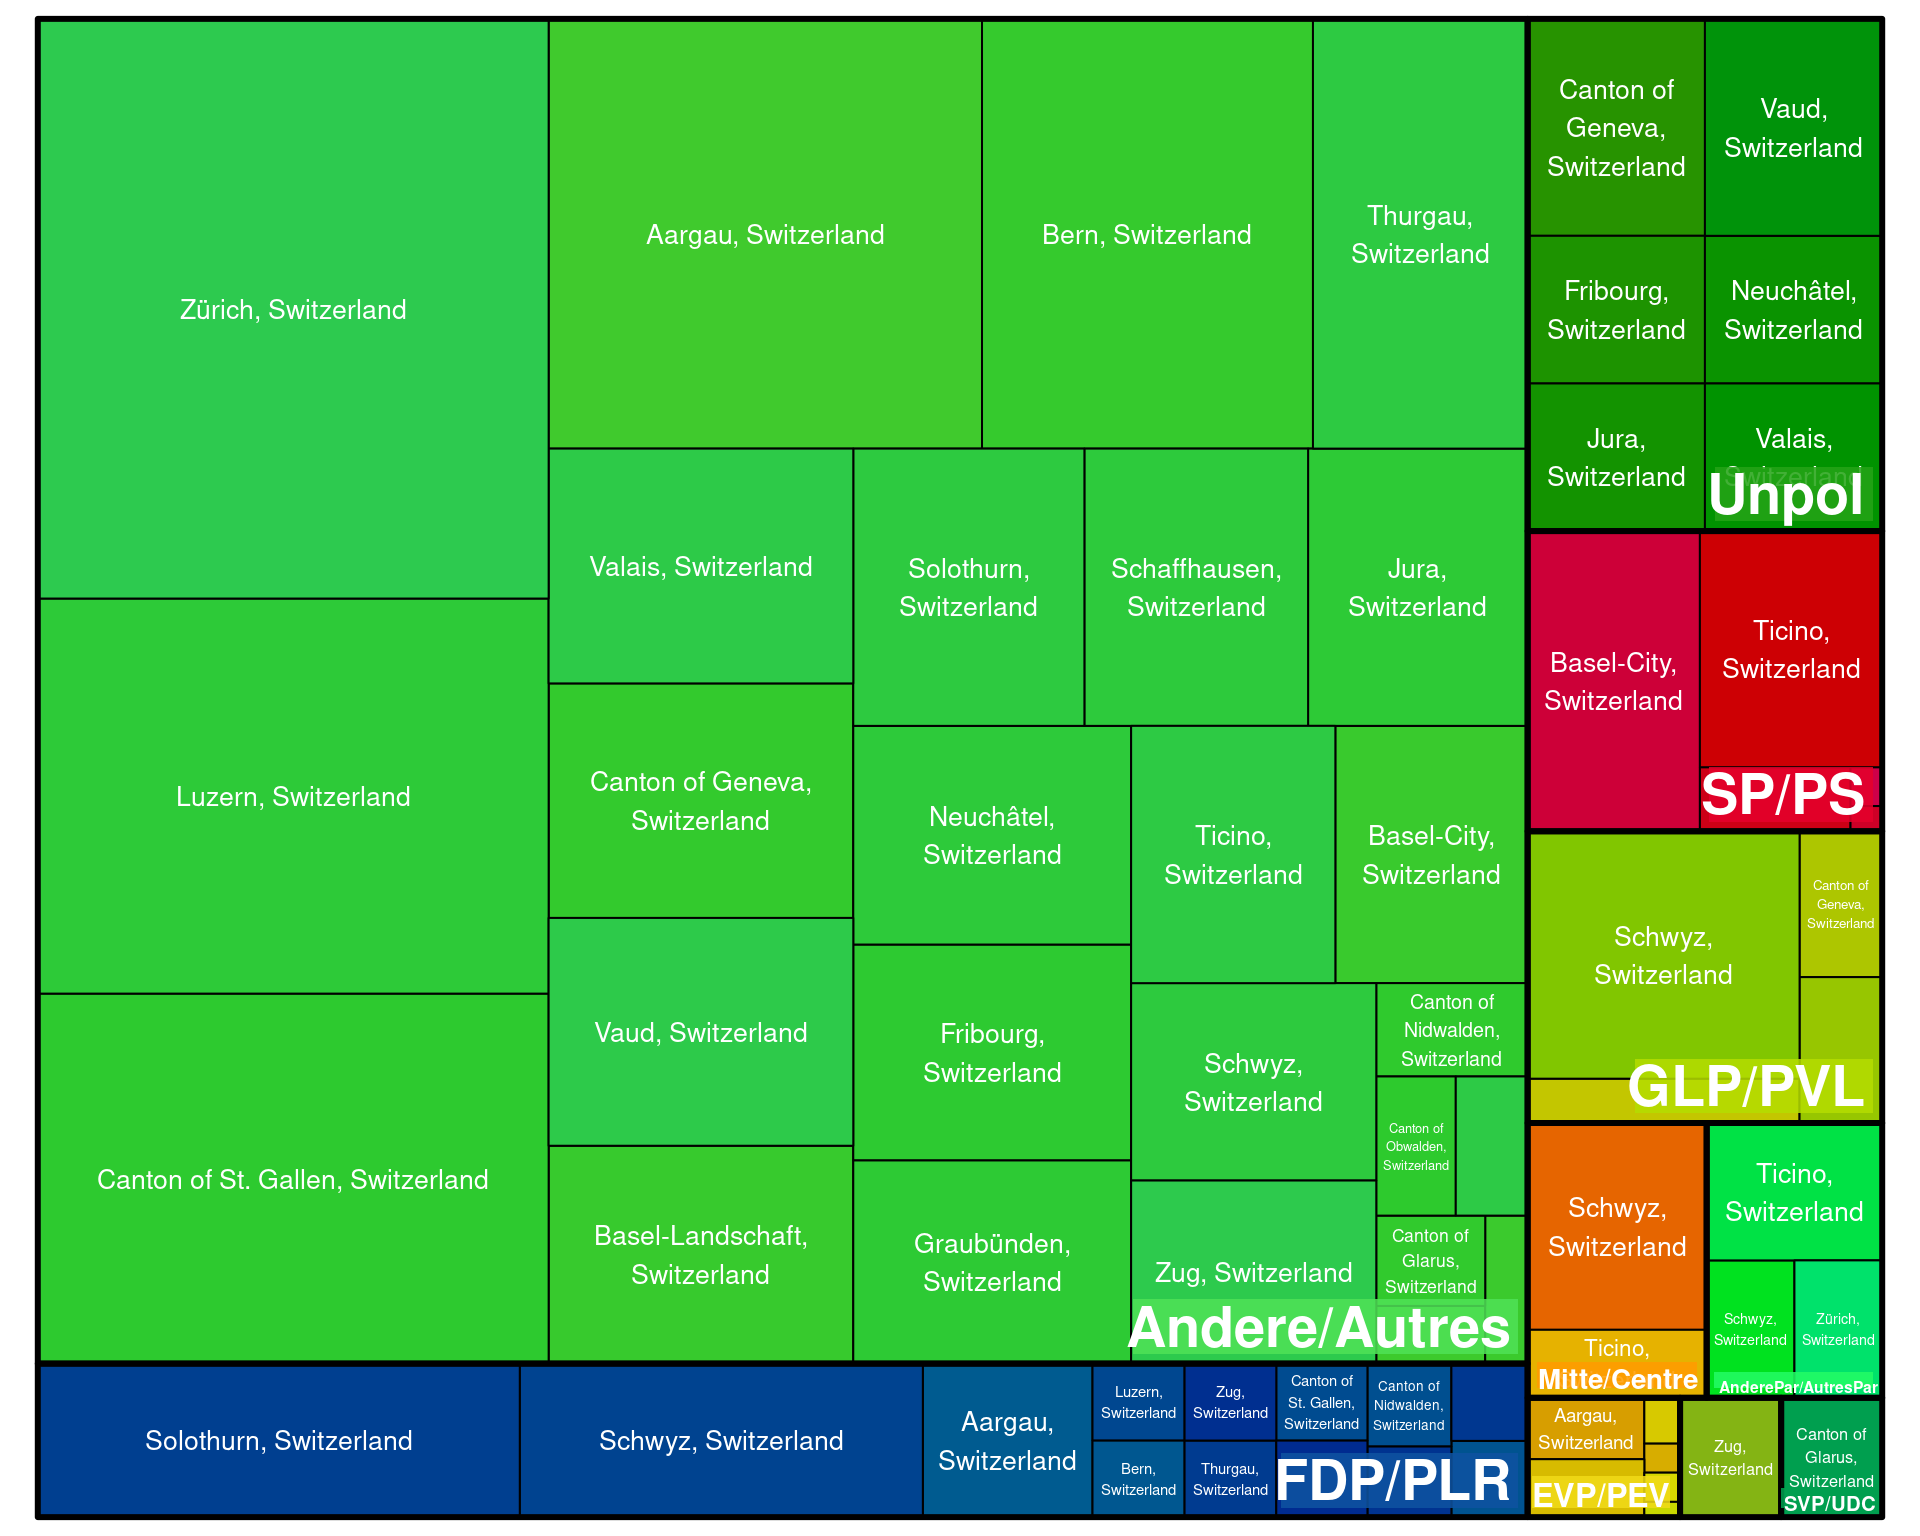 Zürich, Switzerland
Luzern, Switzerland
Canton of St. Gallen, Switzerland
Aargau, Switzerland
Bern, Switzerland
Thurgau,
Switzerland
Valais, Switzerland
Canton of Geneva,
Switzerland
Vaud, Switzerland
Basel-Landschaft,
Switzerland
Solothurn,
Switzerland
Schaffhausen,
Switzerland
Jura,
Switzerland
Neuchâtel,
Switzerland
Fribourg,
Switzerland
Graubünden,
Switzerland
Ticino,
Switzerland
Basel-City,
Switzerland
Schwyz,
Switzerland
Zug, Switzerland
Canton of
Nidwalden,
Switzerland
Canton of
Obwalden,
Switzerland
Canton of
Glarus,
Switzerland
Andere/Autres
Solothurn, Switzerland
Schwyz, Switzerland
Aargau,
Switzerland
Luzern,
Switzerland
Bern,
Switzerland
Zug,
Switzerland
Thurgau,
Switzerland
Canton of
St. Gallen,
Switzerland
Canton of
Nidwalden,
Switzerland
FDP/PLR
Canton of
Geneva,
Switzerland
Vaud,
Switzerland
Fribourg,
Switzerland
Neuchâtel,
Switzerland
Jura,
Switzerland
Valais,
Switzerland
Unpol
Basel-City,
Switzerland
Ticino,
Switzerland
SP/PS
Schwyz,
Switzerland
Canton of
Geneva,
Switzerland
GLP/PVL
Schwyz,
Switzerland
Ticino,
Mitte/Centre
Ticino,
Switzerland
Schwyz,
Switzerland
Zürich,
Switzerland
AnderePar/AutresPar
Aargau,
Switzerland
EVP/PEV
Zug,
Switzerland
Canton of
Glarus,
Switzerland
SVP/UDC